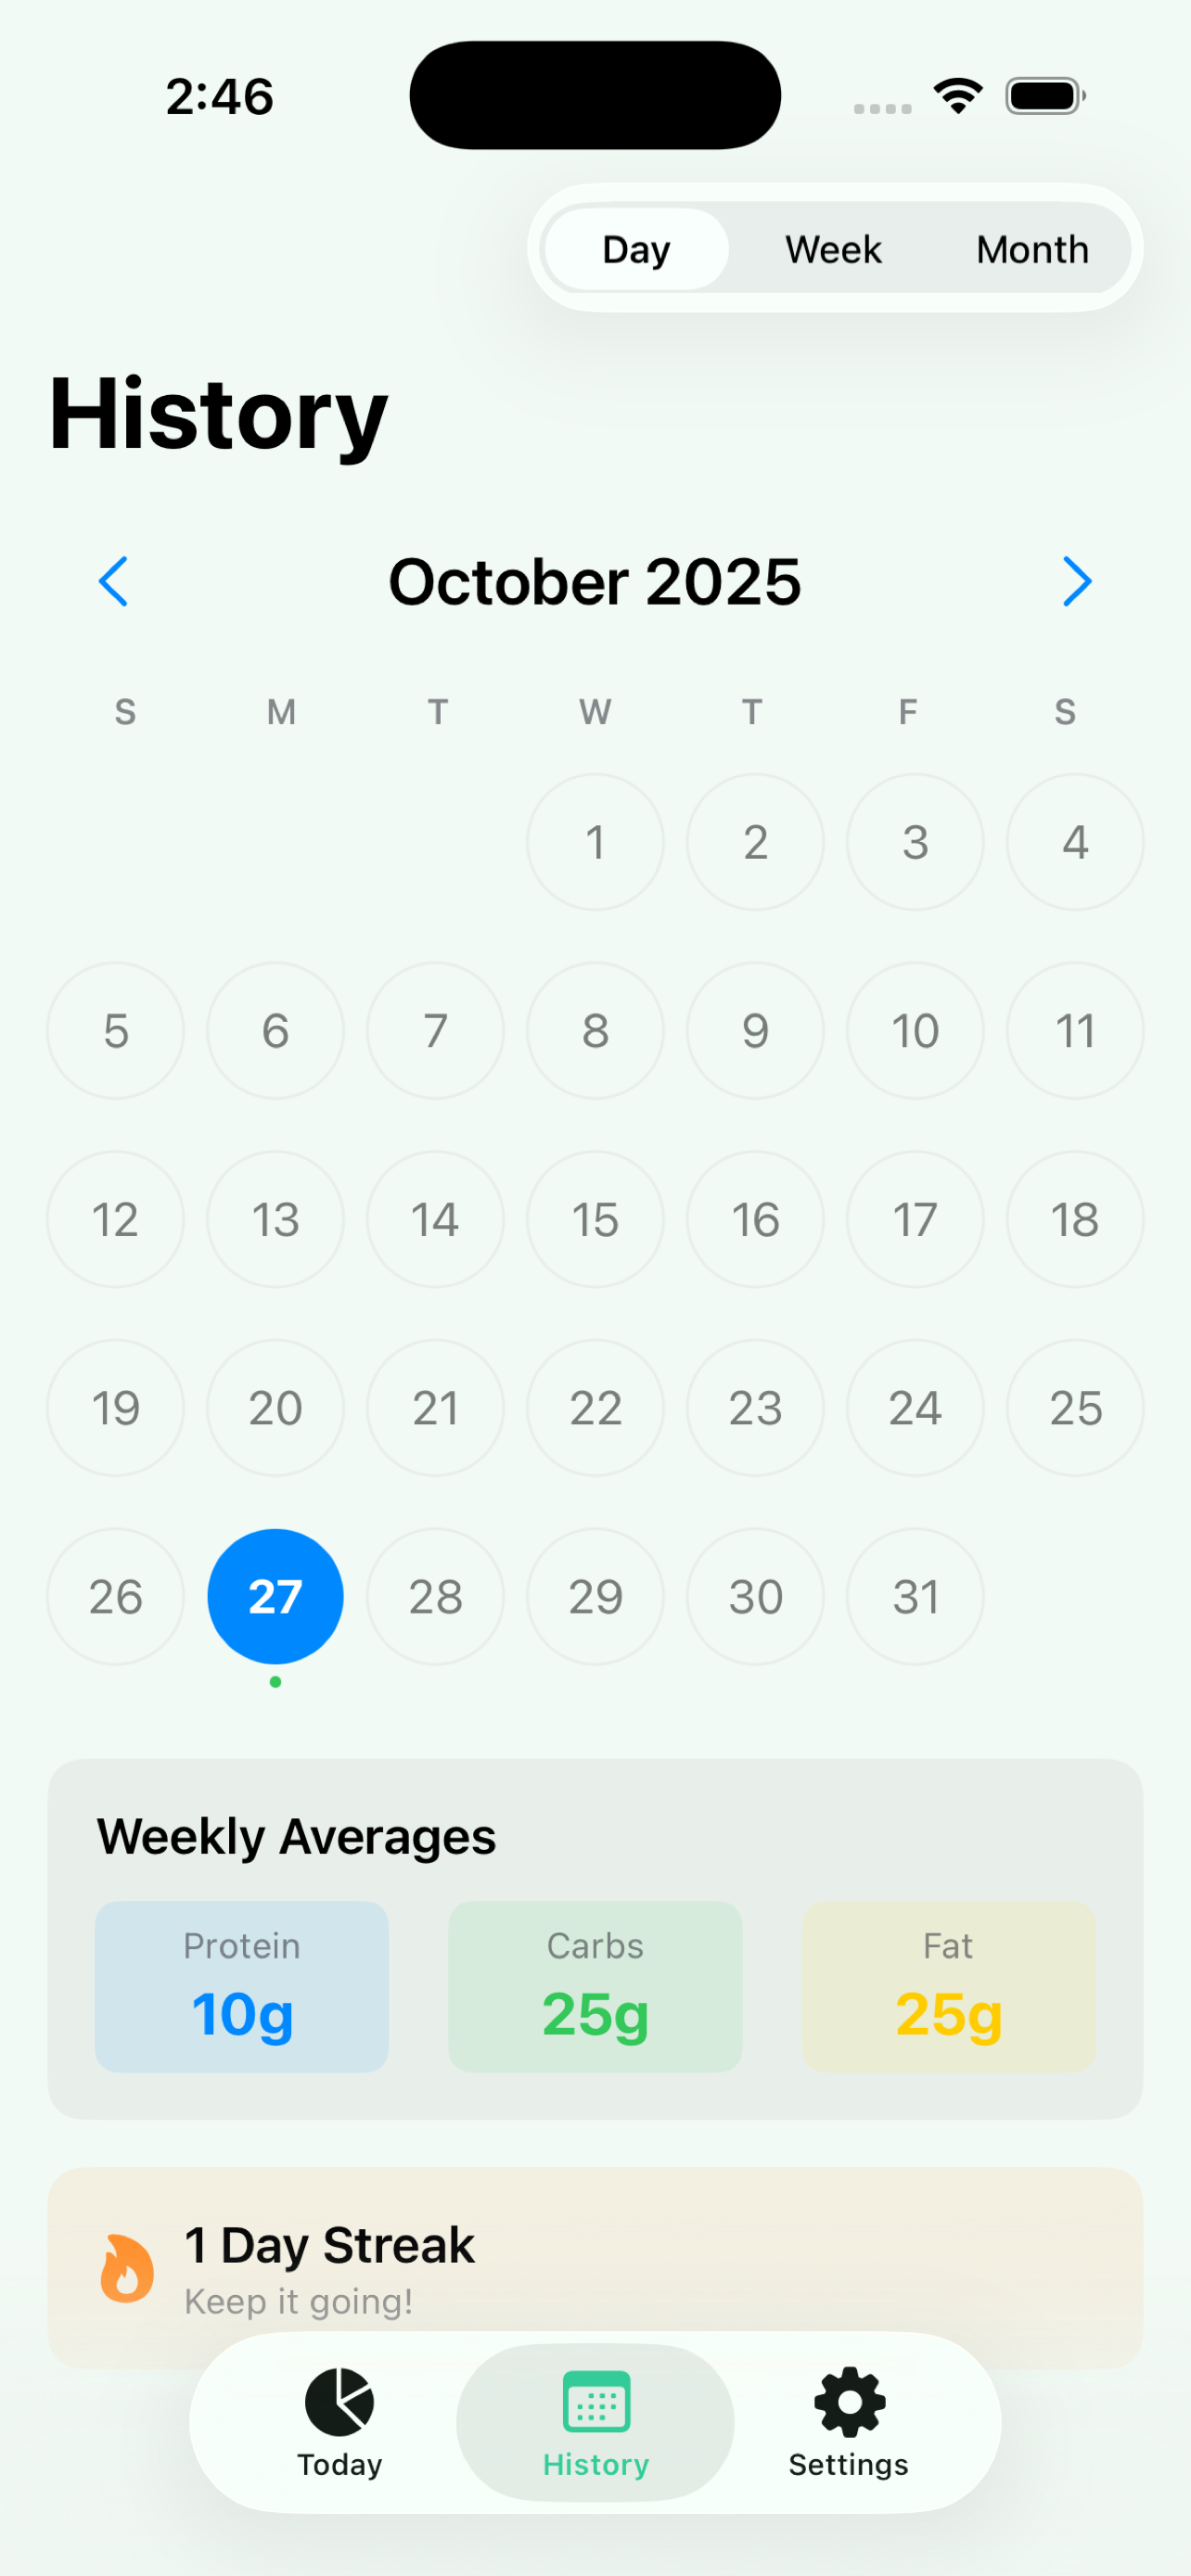 2:46
Day Week Month
History
October 2025
S M T W T F S
1 2 3 4
5 6 7 8 9 10 11
12 13 14 15 16 17 18
19 20 21 22 23 24 25
26 27 28 29 30 31
Weekly Averages
Protein Carbs Fat
10g 25g 25g
1 Day Streak
Keep it going!
Today History Settings